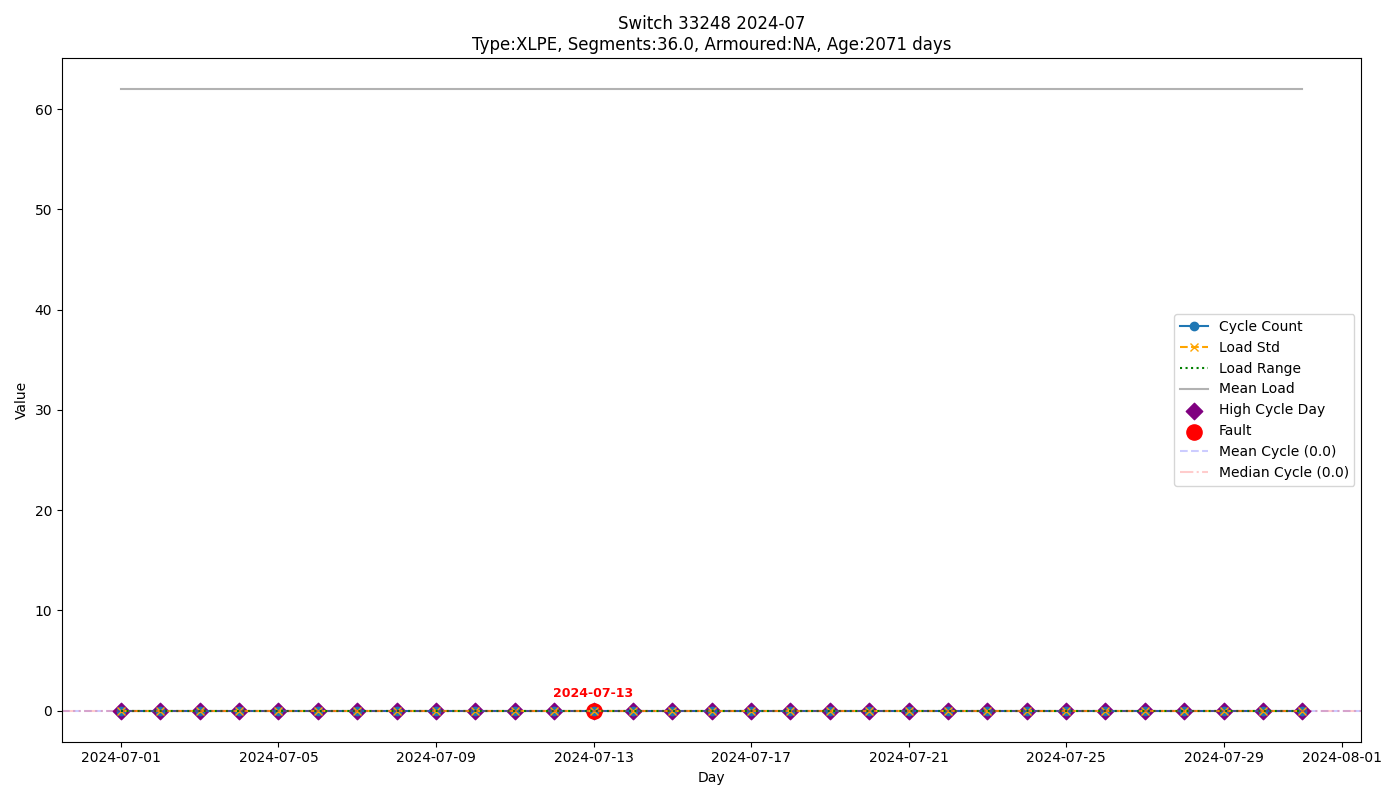 Switch 33248 2024-07
Type:XLPE, Segments:36.0, Armoured:NA, Age:2071 days
Value
60
50
40
30
20
10
0
Cycle Count
Load Std
Load Range
Mean Load
High Cycle Day
Fault
Mean Cycle (0.0)
Median Cycle (0.0)
2024-07-13
2024-07-01 2024-07-05 2024-07-09 2024-07-13 2024-07-17 2024-07-21 2024-07-25 2024-07-29 2024-08-01
Day